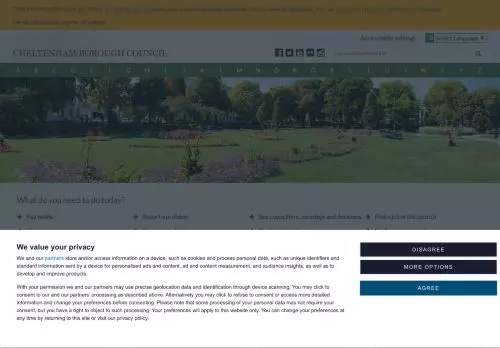 Accessibility settings
Select Language ▼
CHELTENHAM BOROUGH COUNCIL
What do you need to do today?
Pay online
Report a problem
See councillors, meetings and decisions
Find a job at the council
We value your privacy
We and our partners store and/or access information on a device, such as cookies and process personal data, such as unique identifiers and
standard information sent by a device for personalised ads and content, ad and content measurement, and audience insights, as well as to
develop and improve products.
With your permission we and our partners may use precise geolocation data and identification through device scanning. You may click to
consent to our and our partners' processing as described above. Alternatively you may click to refuse to consent or access more detailed
information and change your preferences before consenting. Please note that some processing of your personal data may not require your
consent, but you have a right to object to such processing. Your preferences will apply to this website only. You can change your preferences at
any time by returning to this site or visit our privacy policy.
DISAGREE
MORE OPTIONS
AGREE